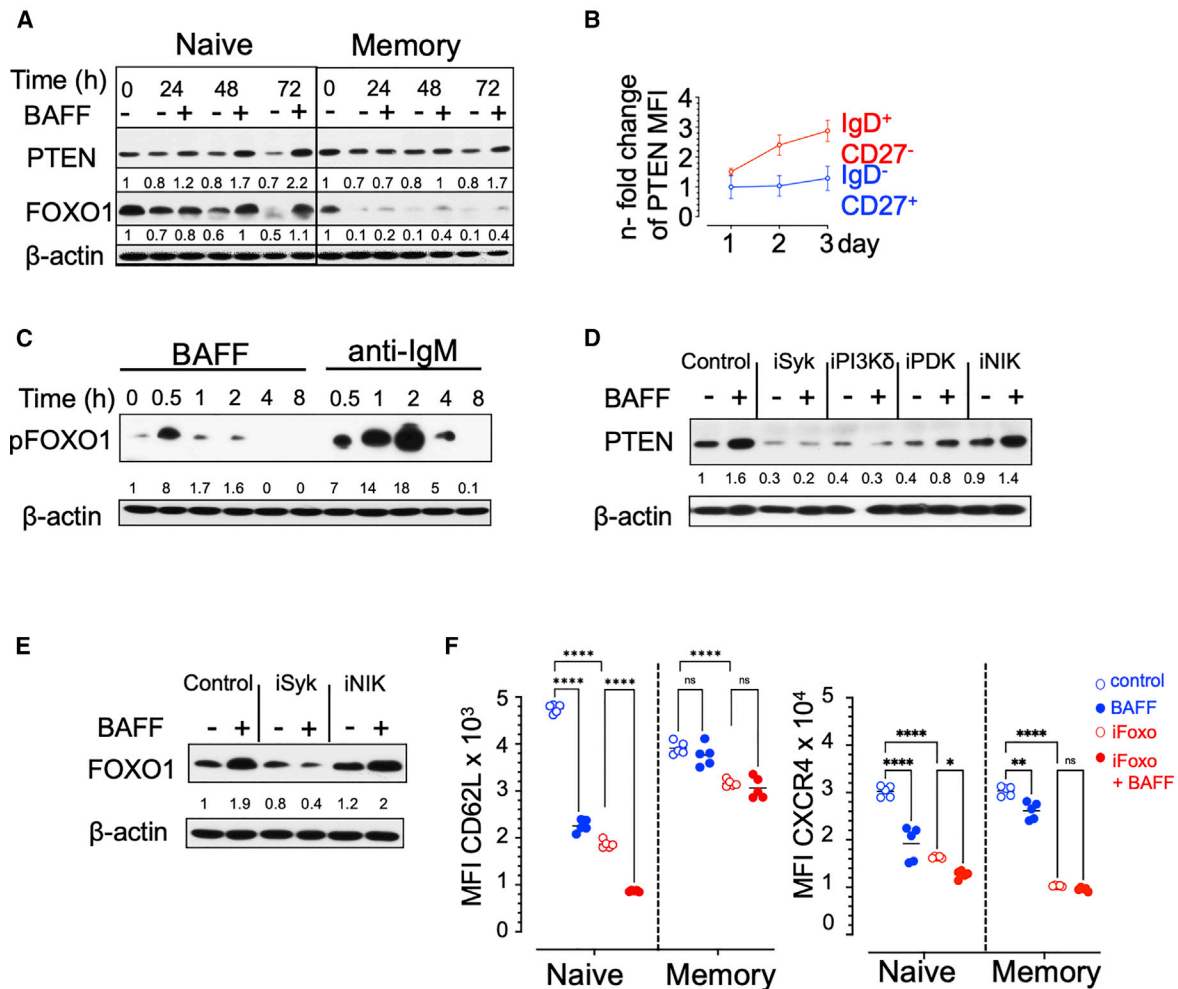 A
Naive Memory
Time (h) 0 24 48 72 0 24 48 72
BAFF - - + - + - + - - + - + - +
PTEN
1 0.8 1.2 0.8 1.7 0.7 2.2 1 0.7 0.7 0.8 1 0.8 1.7
FOXO1
1 0.7 0.8 0.6 1 0.5 1.1 1 0.1 0.2 0.1 0.4 0.1 0.4
β-actin
B
n- fold change
of PTEN MFI
4
3
2
1
0
1 2 3 day
IgD+
CD27-
IgD-
CD27+
C
BAFF anti-IgM
Time (h) 0 0.5 1 2 4 8 0.5 1 2 4 8
pFOXO1
1 8 1.7 1.6 0 0 7 14 18 5 0.1
β-actin
D
Control iSyk iPI3Kδ iPDK iNIK
BAFF - + - + - + - + - +
PTEN
1 1.6 0.3 0.2 0.4 0.3 0.4 0.8 0.9 1.4
β-actin
E
Control iSyk iNIK
BAFF - + - + - +
FOXO1
1 1.9 0.8 0.4 1.2 2
β-actin
F
MFI CD62L x 10³
5
4
3
2
1
0
****
**** ****
****
ns ns
Naive Memory
MFI CXCR4 x 10⁴
5
4
3
2
1
0
****
**** *
****
** ns
Naive Memory
control
BAFF
iFoxo
iFoxo
+ BAFF